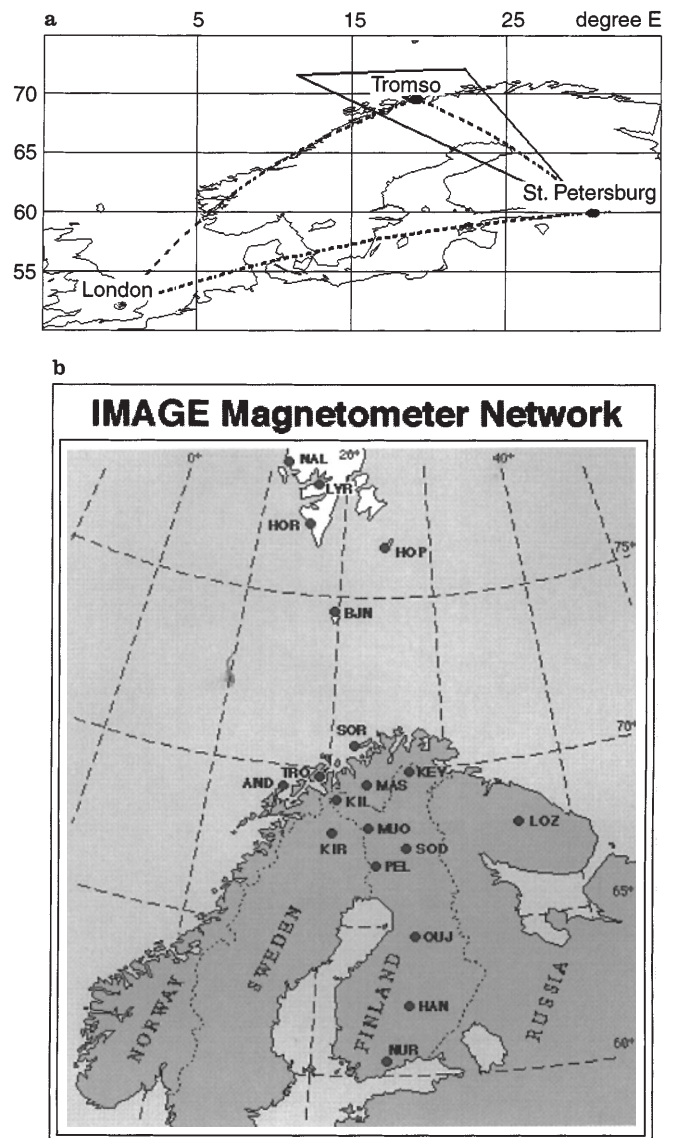 a 5 15 25 degree E
70
Tromso
65
St. Petersburg
60
55
London
b
IMAGE Magnetometer Network
0° 20° 40°
NAL
LYR
HOR
HOP
75°
BJN
70°
SOR
TRO
KEV
AND
MAS
KIL
LOZ
MUO
KIR
SOD
PEL
65°
OUJ
SWEDEN
FINLAND
NORWAY
RUSSIA
HAN
NUR
60°